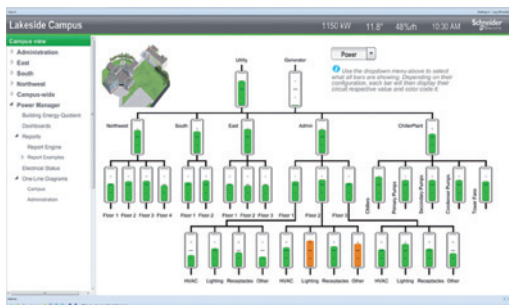 Lakeside Campus
1150 kW
11.8°
48%rh
10:30 AM
Schneider
Electric
Campus view
Administration
East
South
Northwest
Campus-wide
Power Manager
Building Energy Quotient
Dashboards
Reports
Report Engine
Report Examples
Electrical Status
One-Line Diagrams
Campus
Administration
Power
Use the dropdown menu above to select
what all bars are showing. Depending on their
configuration, each bar will then display their
circuit respective value and color code it.
Utility
Generator
Northwest
South
East
Admin
ChillerPlant
Floor 1 Floor 2 Floor 3 Floor 4
Floor 1 Floor 2
Floor 1 Floor 2 Floor 3
Floor 1
Floor 2
Floor 3
Chillers
Primary Pumps
Secondary Pumps
Condenser Pumps
Tower Fans
HVAC Lighting Receptacles Other
HVAC Lighting Receptacles Other
HVAC Lighting Receptacles Other